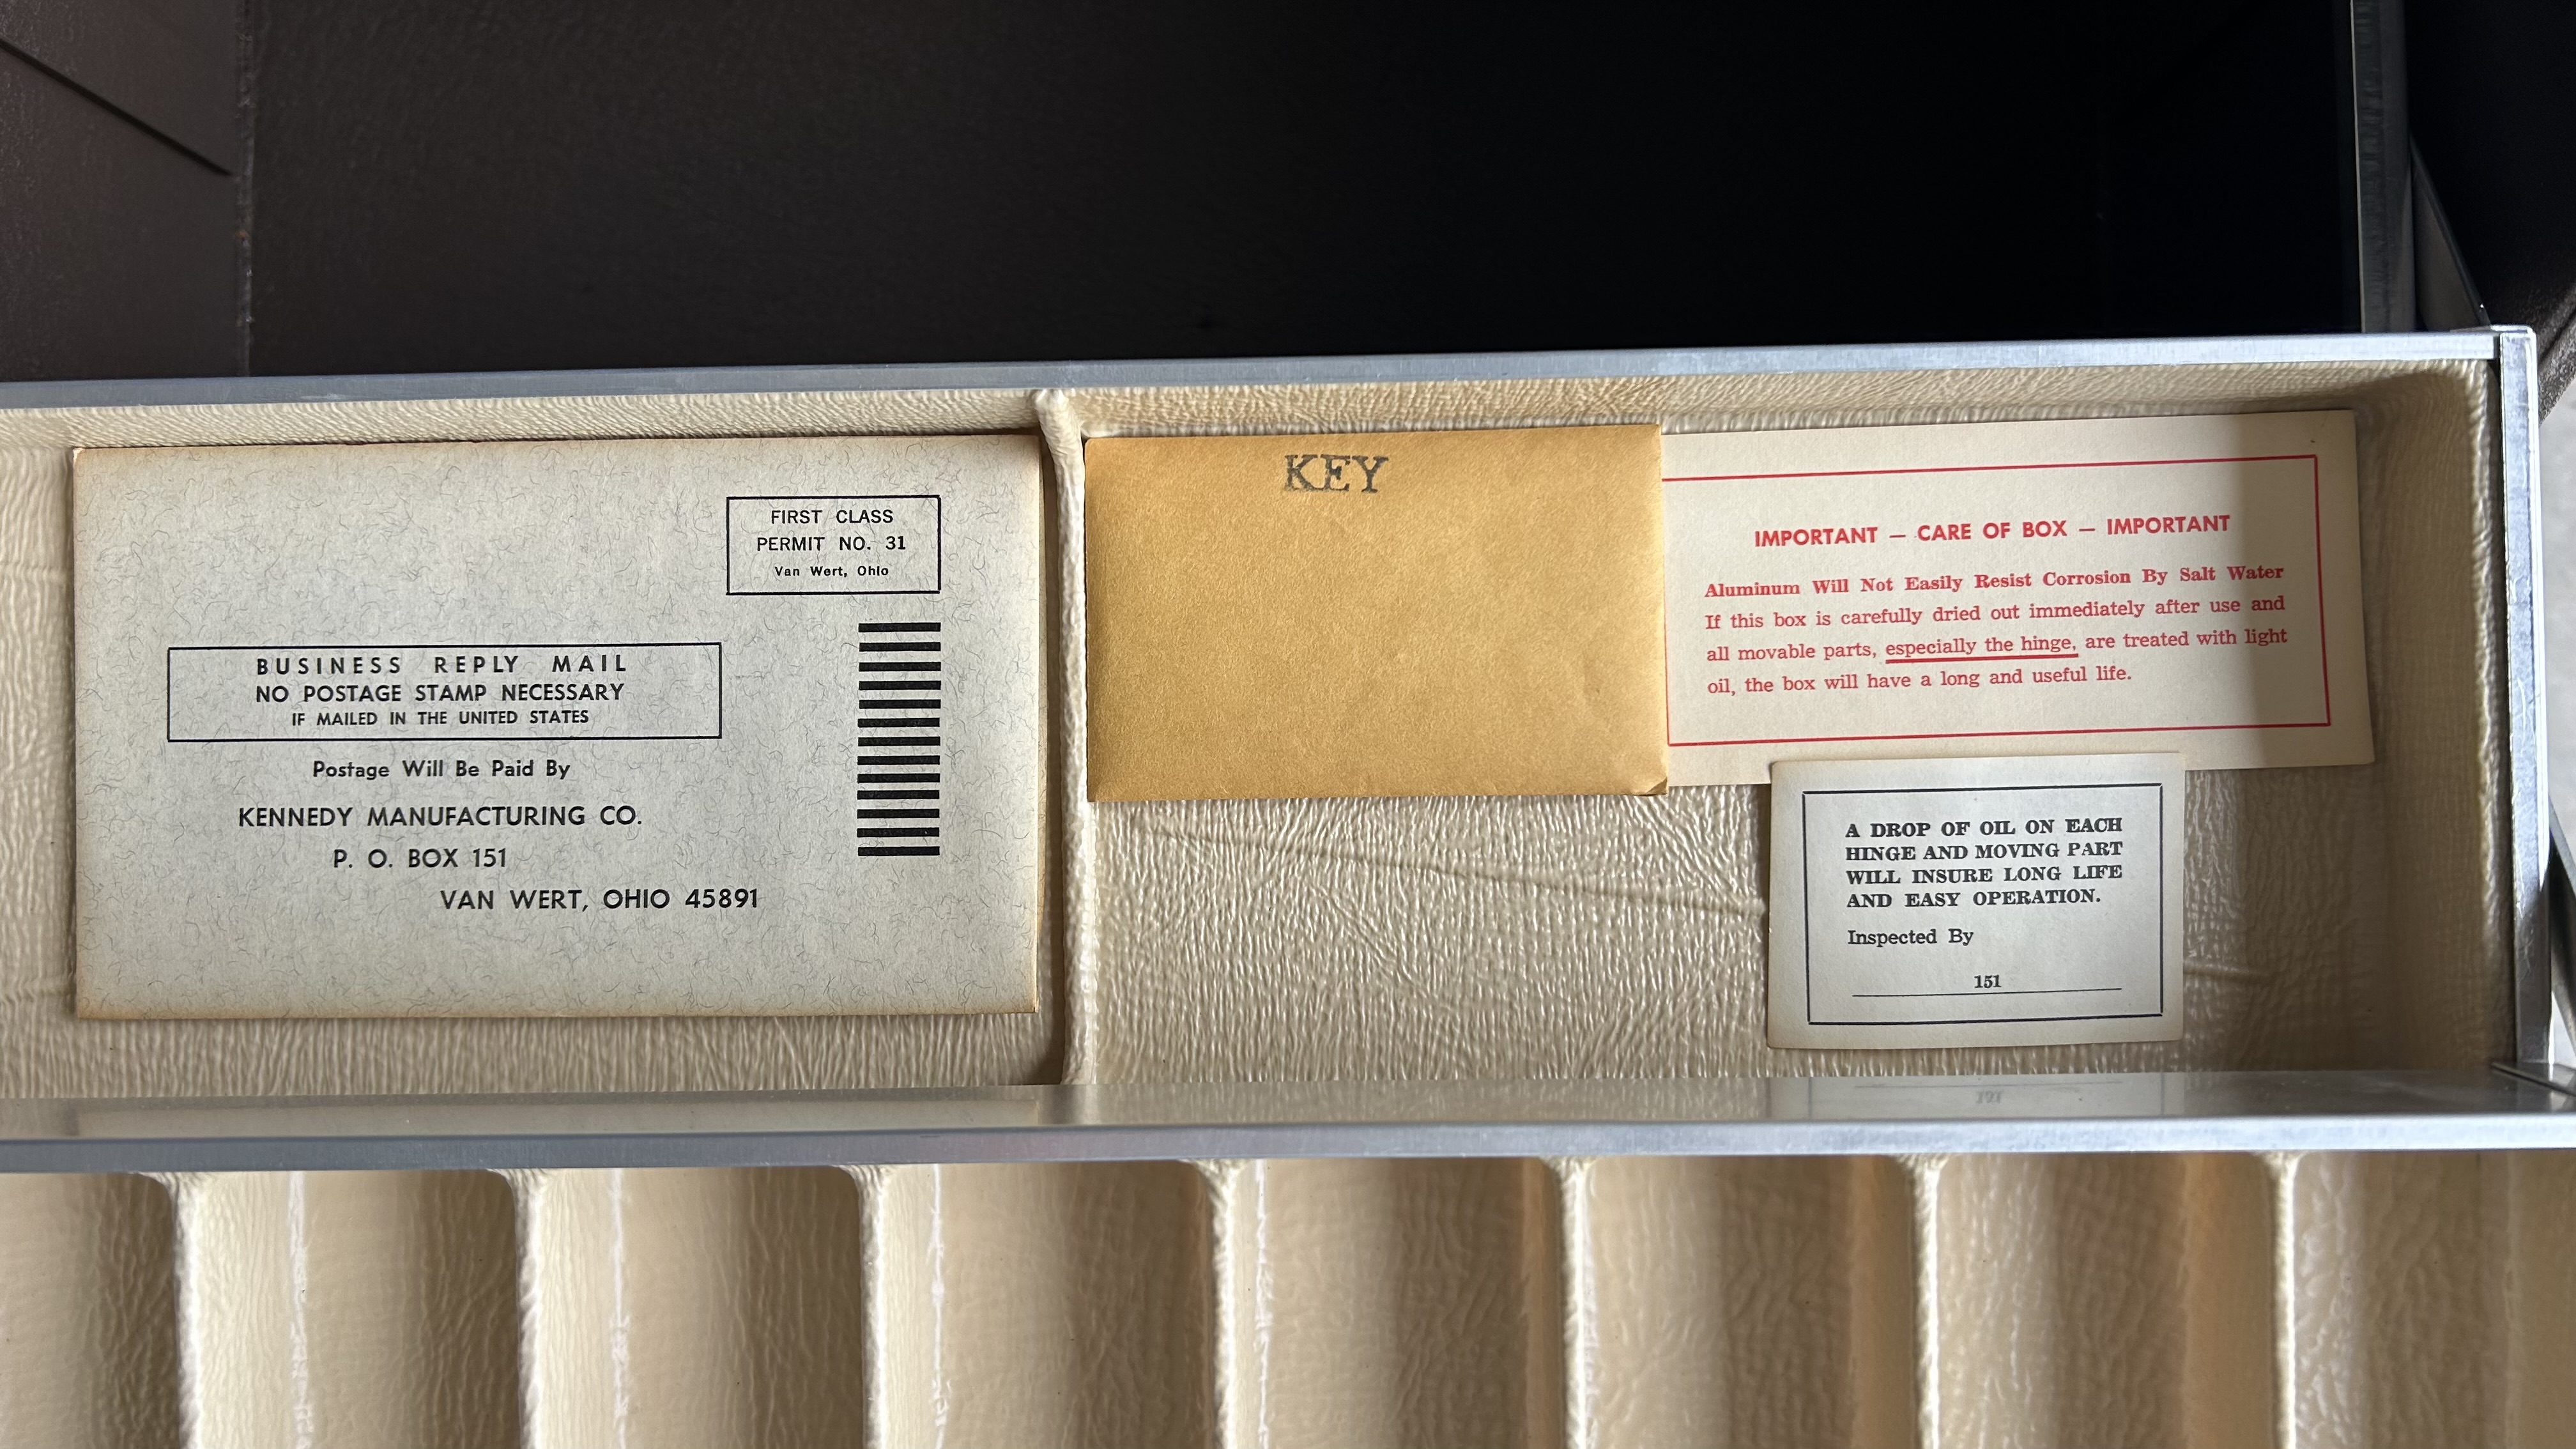 FIRST CLASS
PERMIT NO. 31
Van Wert, Ohio
BUSINESS REPLY MAIL
NO POSTAGE STAMP NECESSARY
IF MAILED IN THE UNITED STATES
Postage Will Be Paid By
KENNEDY MANUFACTURING CO.
P. O. BOX 151
VAN WERT, OHIO 45891
KEY
IMPORTANT — CARE OF BOX — IMPORTANT
Aluminum Will Not Easily Resist Corrosion By Salt Water
If this box is carefully dried out immediately after use and
all movable parts, especially the hinge, are treated with light
oil, the box will have a long and useful life.
A DROP OF OIL ON EACH
HINGE AND MOVING PART
WILL INSURE LONG LIFE
AND EASY OPERATION.
Inspected By
151